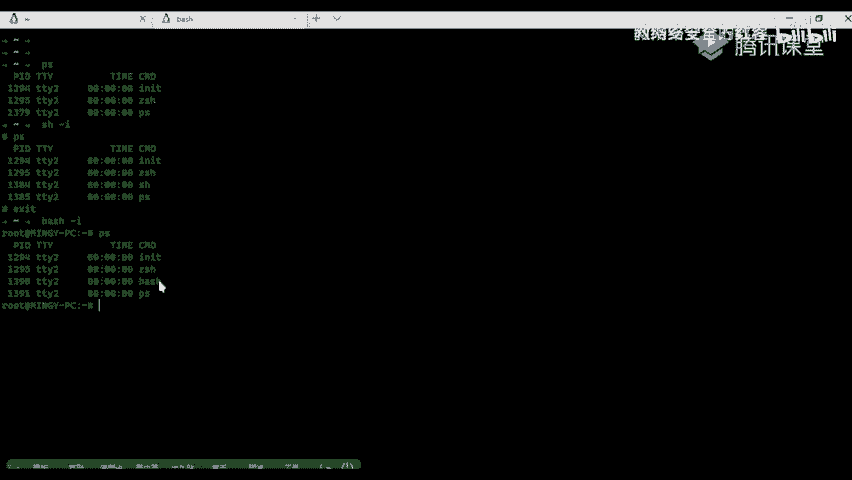 ~
bash
bilibili
腾讯课堂
→ ~ →
→ ~ →
→ ~ → ps
PID TTY TIME CMD
1294 tty2 00:00:00 init
1295 tty2 00:00:00 zsh
1379 tty2 00:00:00 ps
→ ~ → sh -i
# ps
PID TTY TIME CMD
1294 tty2 00:00:00 init
1295 tty2 00:00:00 zsh
1384 tty2 00:00:00 sh
1385 tty2 00:00:00 ps
# exit
→ ~ → bash -i
root@MINGY-PC:~# ps
PID TTY TIME CMD
1294 tty2 00:00:00 init
1295 tty2 00:00:00 zsh
1390 tty2 00:00:00 bash
1391 tty2 00:00:00 ps
root@MINGY-PC:~#